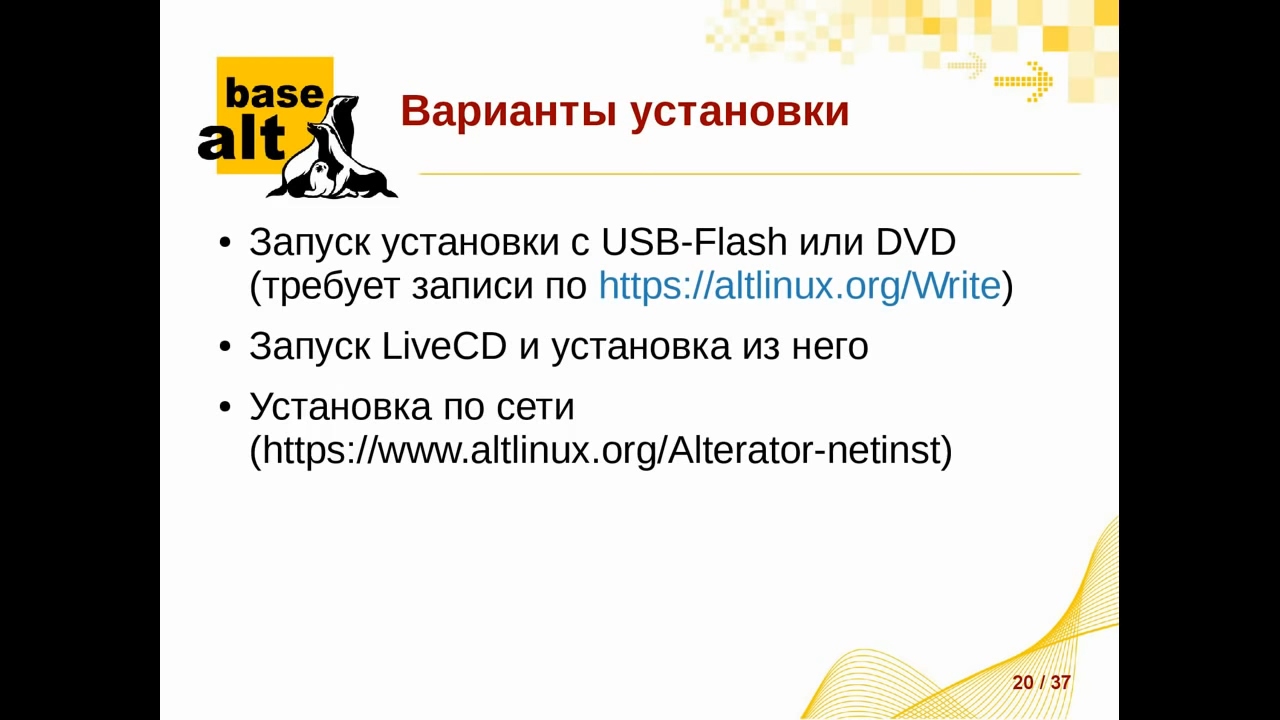 base
alt
Варианты установки
• Запуск установки с USB-Flash или DVD
(требует записи по https://altlinux.org/Write)
• Запуск LiveCD и установка из него
• Установка по сети
(https://www.altlinux.org/Alterator-netinst)
20 / 37